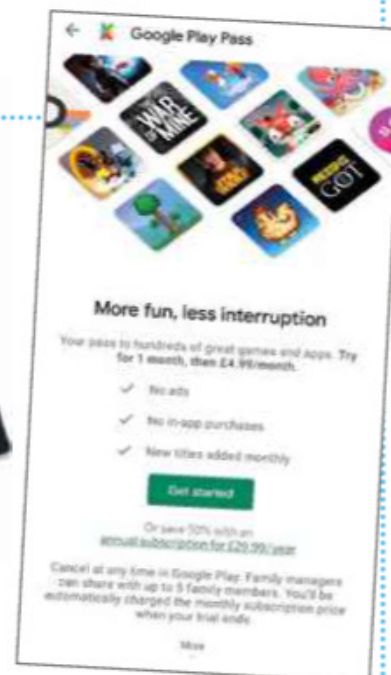 Google Play Pass
WAR
OF
MINE
STAR
WARS
REIGNS
GOT
More fun, less interruption
Your pass to hundreds of great games and apps. Try
for 1 month, then £4.99/month.
No ads
No in-app purchases
New titles added monthly
Get started
Or save 50% with an
annual subscription for £29.99/year
Cancel at any time in Google Play. Family managers
can share with up to 5 family members. You'll be
automatically charged the monthly subscription price
when your trial ends.
More